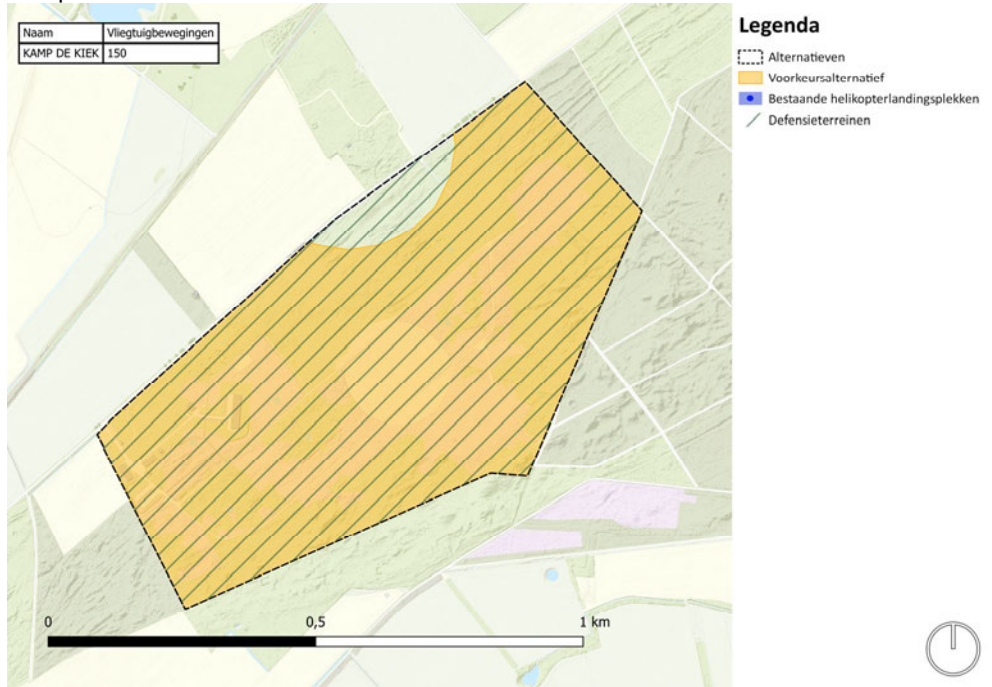 Naam Vliegtuigbewegingen
KAMP DE KIEK 150
Legenda
Alternatieven
Voorkeursalternatief
Bestaande helikopterlandingsplekken
Defensieterreinen
0 0,5 1 km